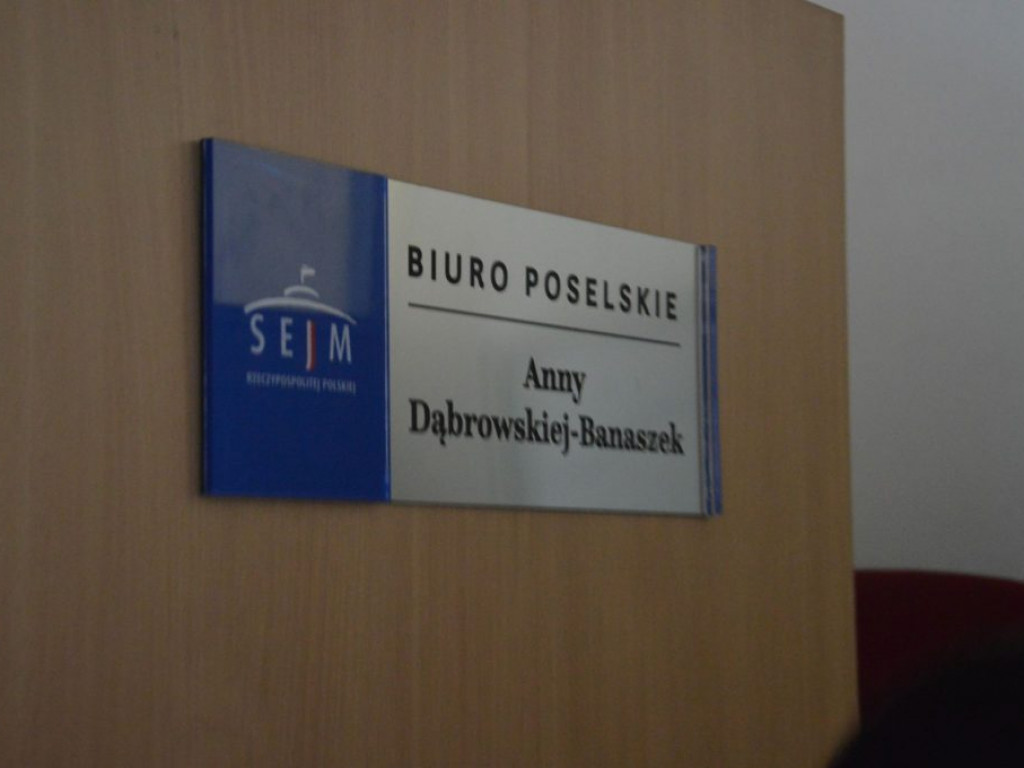 SEJM
RZECZYPOSPOLITEJ POLSKIEJ
BIURO POSELSKIE
Anny
Dąbrowskiej-Banaszek